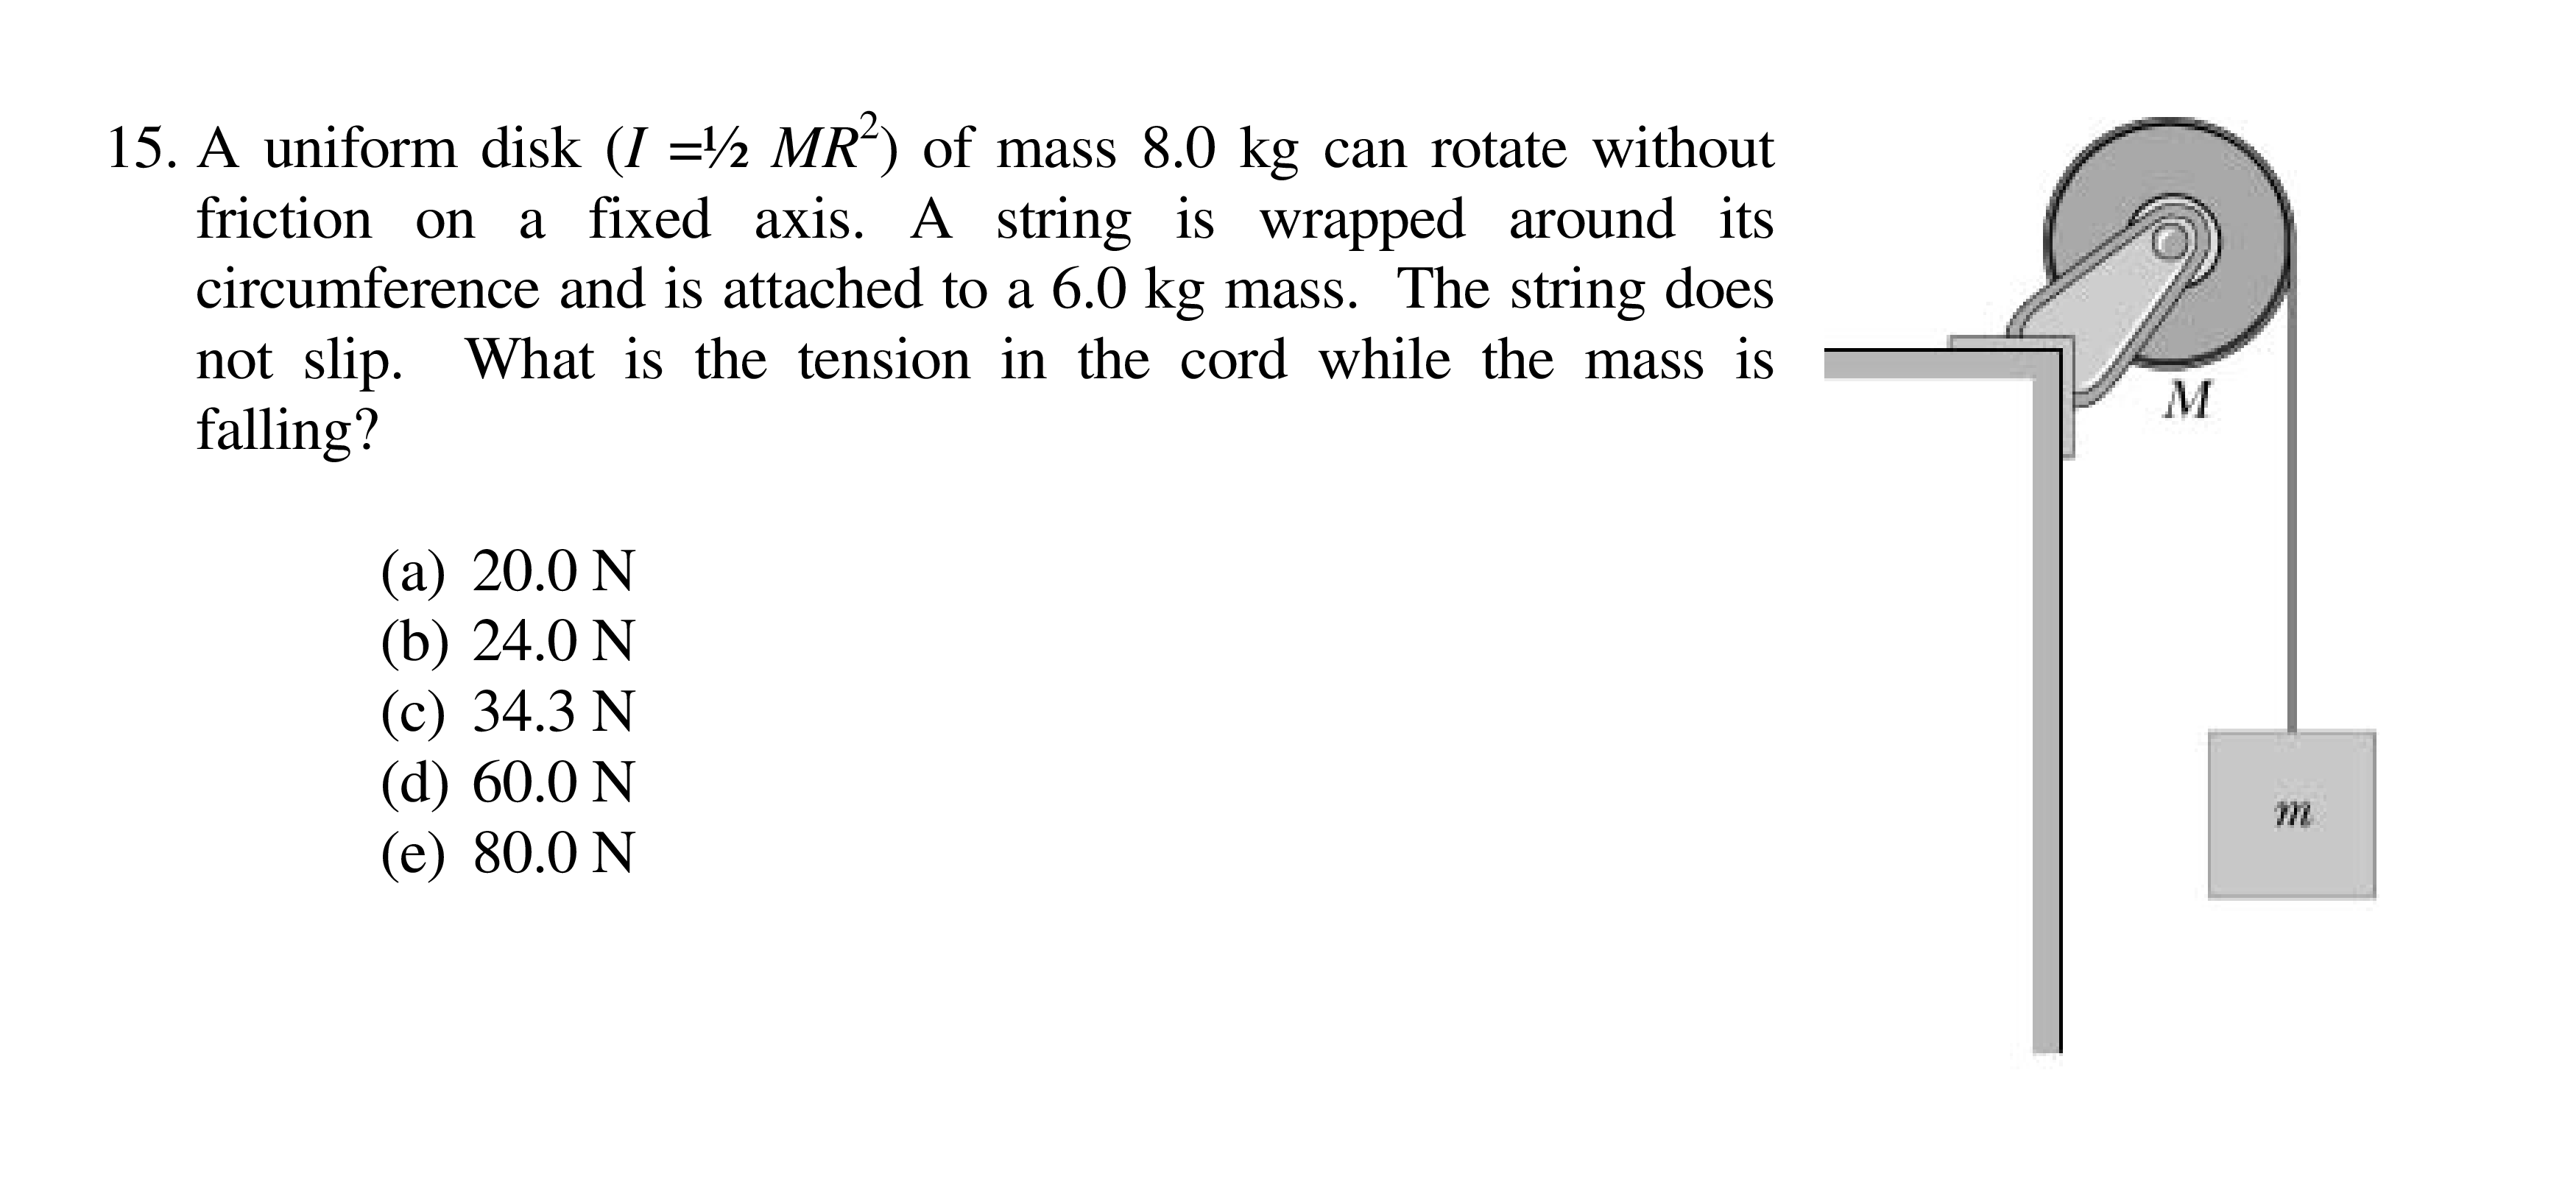 15. A uniform disk (I =½ MR²) of mass 8.0 kg can rotate without
friction on a fixed axis. A string is wrapped around its
circumference and is attached to a 6.0 kg mass. The string does
not slip. What is the tension in the cord while the mass is
falling?
(a) 20.0 N
(b) 24.0 N
(c) 34.3 N
(d) 60.0 N
(e) 80.0 N
M
m